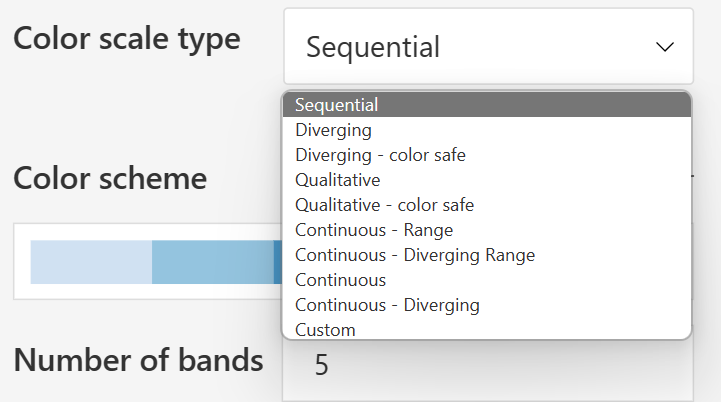 Color scale type
Sequential
Sequential
Diverging
Diverging - color safe
Qualitative
Qualitative - color safe
Color scheme
Continuous - Range
Continuous - Diverging Range
Continuous
Continuous - Diverging
Custom
Number of bands
5